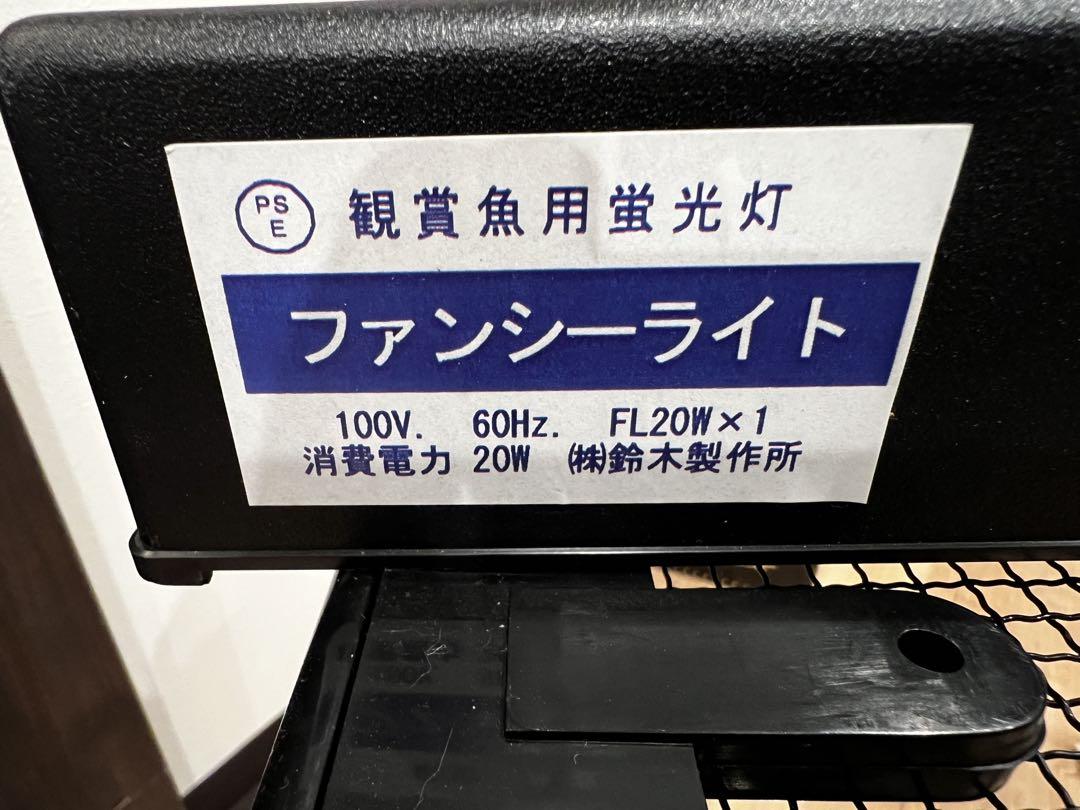 PS
E
観賞魚用蛍光灯
ファンシーライト
100V. 60Hz. FL20W×1
消費電力 20W ㈱鈴木製作所